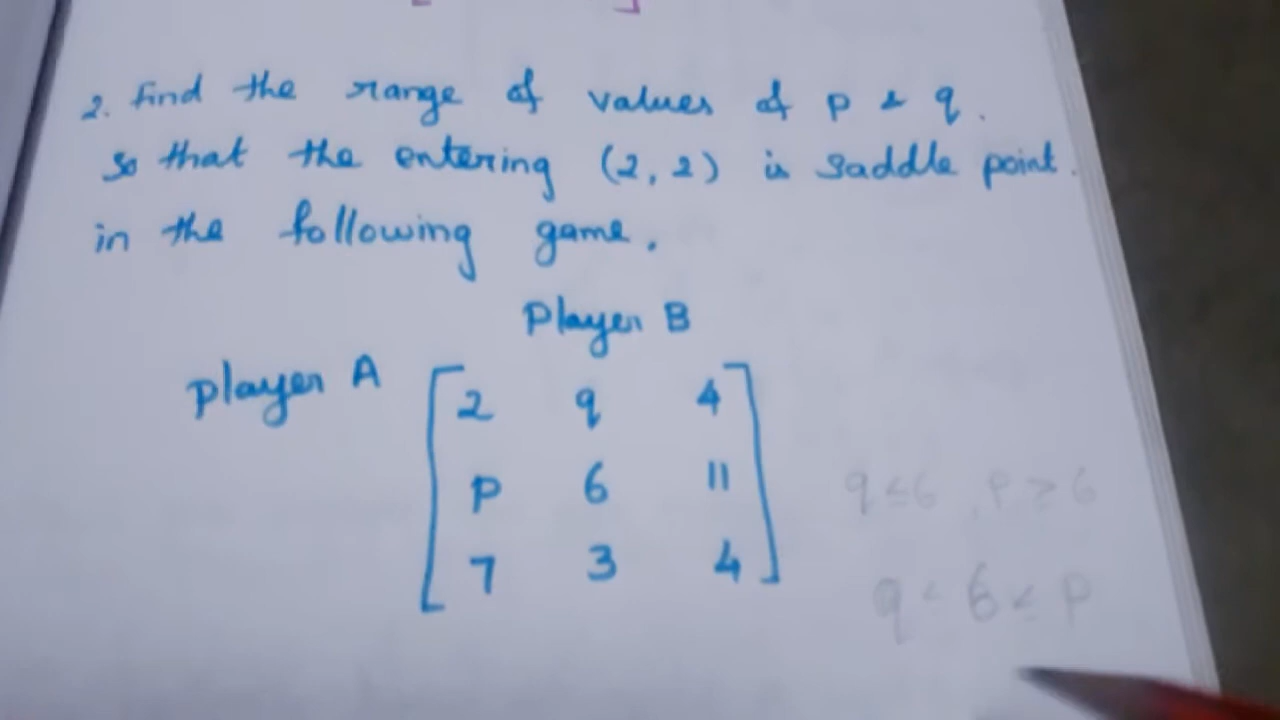 2. Find the range of values of P & q.
so that the entering (2, 2) is saddle point.
in the following game.
Player B
player A
2 q 4
P 6 11
7 3 4
q ≤ 6 , P ≥ 6
q < 6 < P